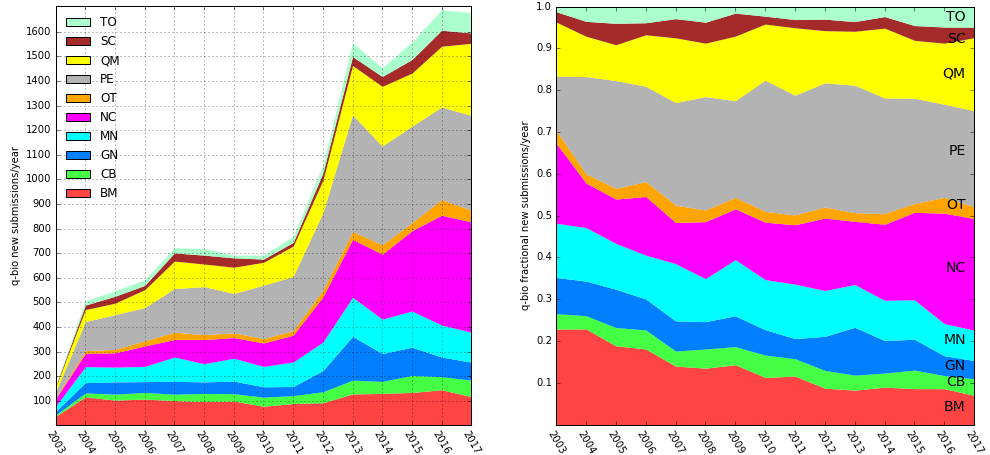 q-bio new submissions/year
1600
1500
1400
1300
1200
1100
1000
900
800
700
600
500
400
300
200
100
TO
SC
QM
PE
OT
NC
MN
GN
CB
BM
2003
2004
2005
2006
2007
2008
2009
2010
2011
2012
2013
2014
2015
2016
2017
q-bio fractional new submissions/year
1.0
0.9
0.8
0.7
0.6
0.5
0.4
0.3
0.2
0.1
TO
SC
QM
PE
OT
NC
MN
GN
CB
BM
2003
2004
2005
2006
2007
2008
2009
2010
2011
2012
2013
2014
2015
2016
2017